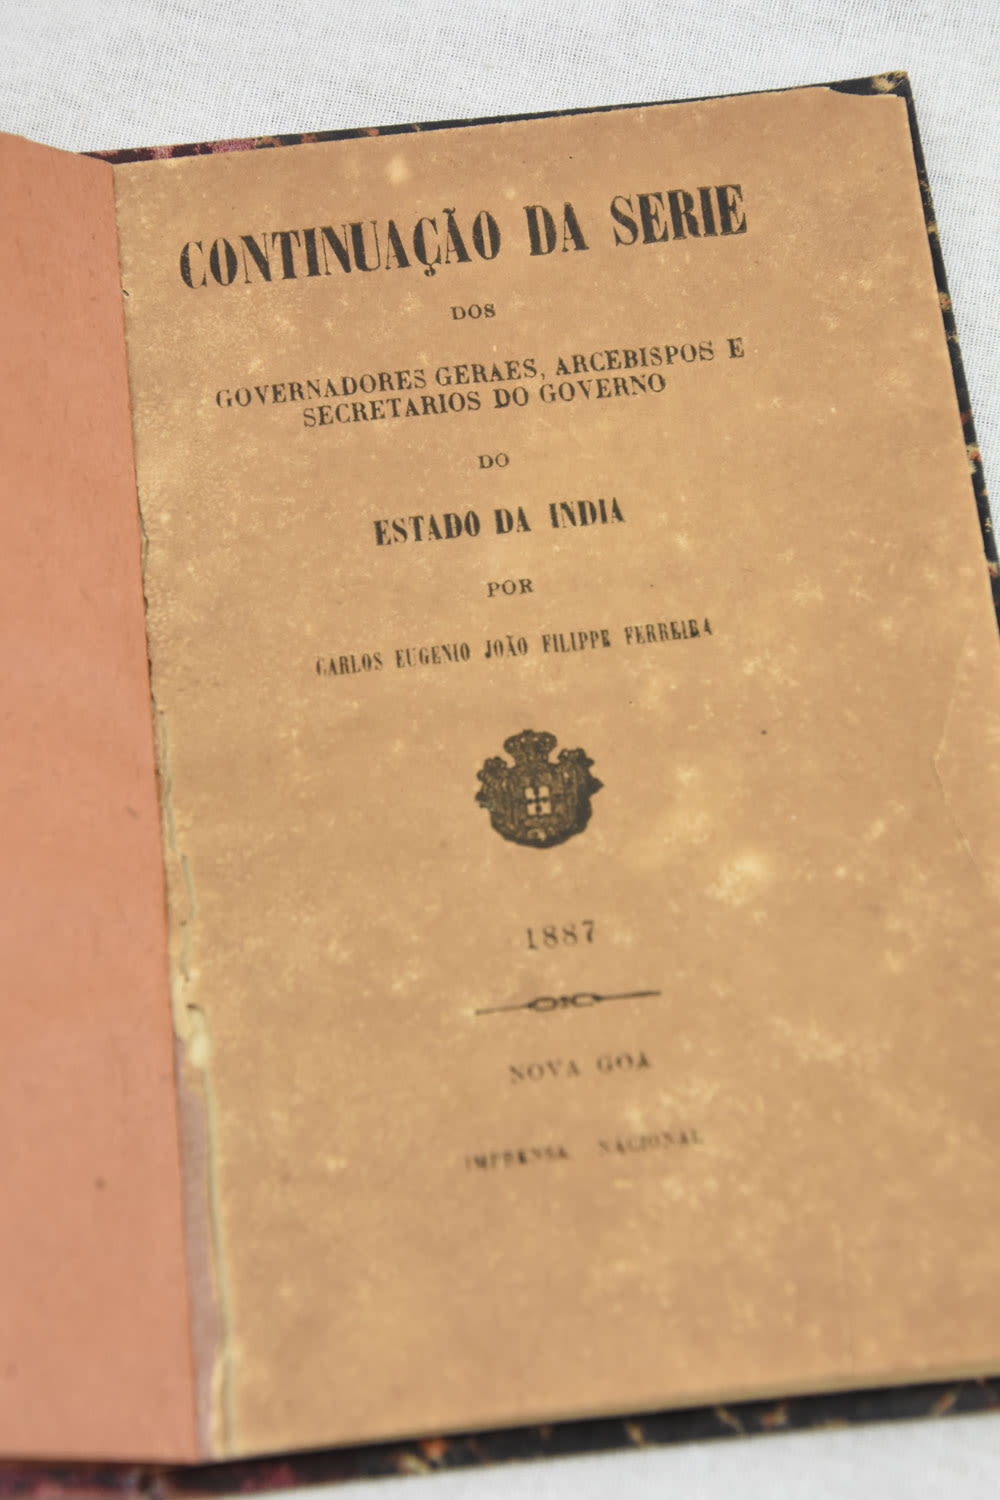 CONTINUAÇÃO DA SERIE
DOS
GOVERNADORES GERAES, ARCEBISPOS E
SECRETARIOS DO GOVERNO
DO
ESTADO DA INDIA
POR
CARLOS EUGENIO JOÃO FILIPPE FERREIRA
1887
NOVA GOA
IMPRENSA NACIONAL